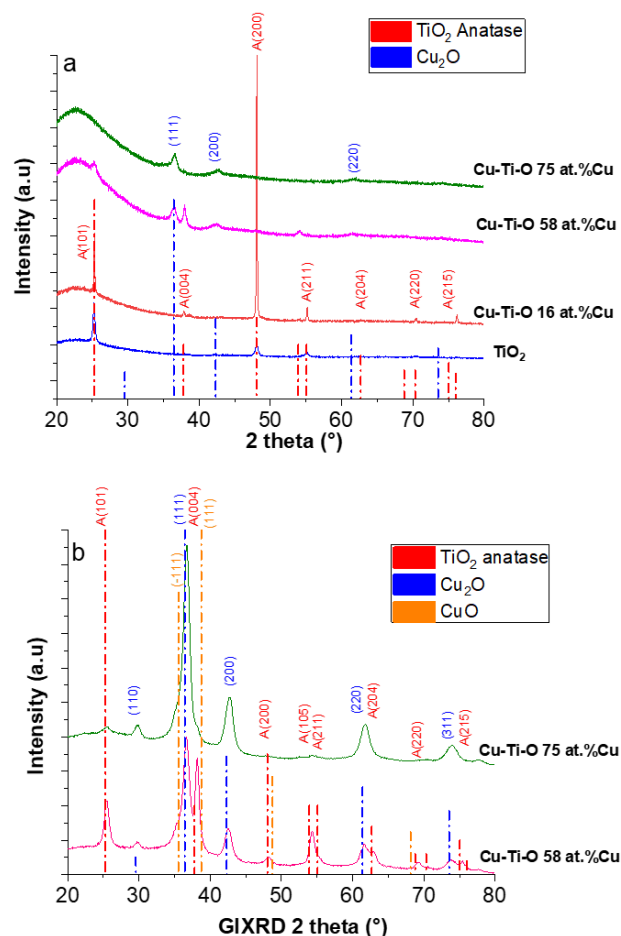 a
TiO2 Anatase
Cu2O
A(200)
(111)
(200)
(220)
Cu-Ti-O 75 at.%Cu
Cu-Ti-O 58 at.%Cu
A(101)
A(004)
A(211)
A(204)
A(220)
A(215)
Cu-Ti-O 16 at.%Cu
TiO2
Intensity (a.u)
20 30 40 50 60 70 80
2 theta (°)
b
TiO2 anatase
Cu2O
CuO
A(101)
(111)
A(004)
(111)
(-111)
(110)
(200)
A(200)
A(105)
A(211)
(220)
A(204)
A(220)
(311)
A(215)
Cu-Ti-O 75 at.%Cu
Cu-Ti-O 58 at.%Cu
Intensity (a.u)
20 30 40 50 60 70 80
GIXRD 2 theta (°)